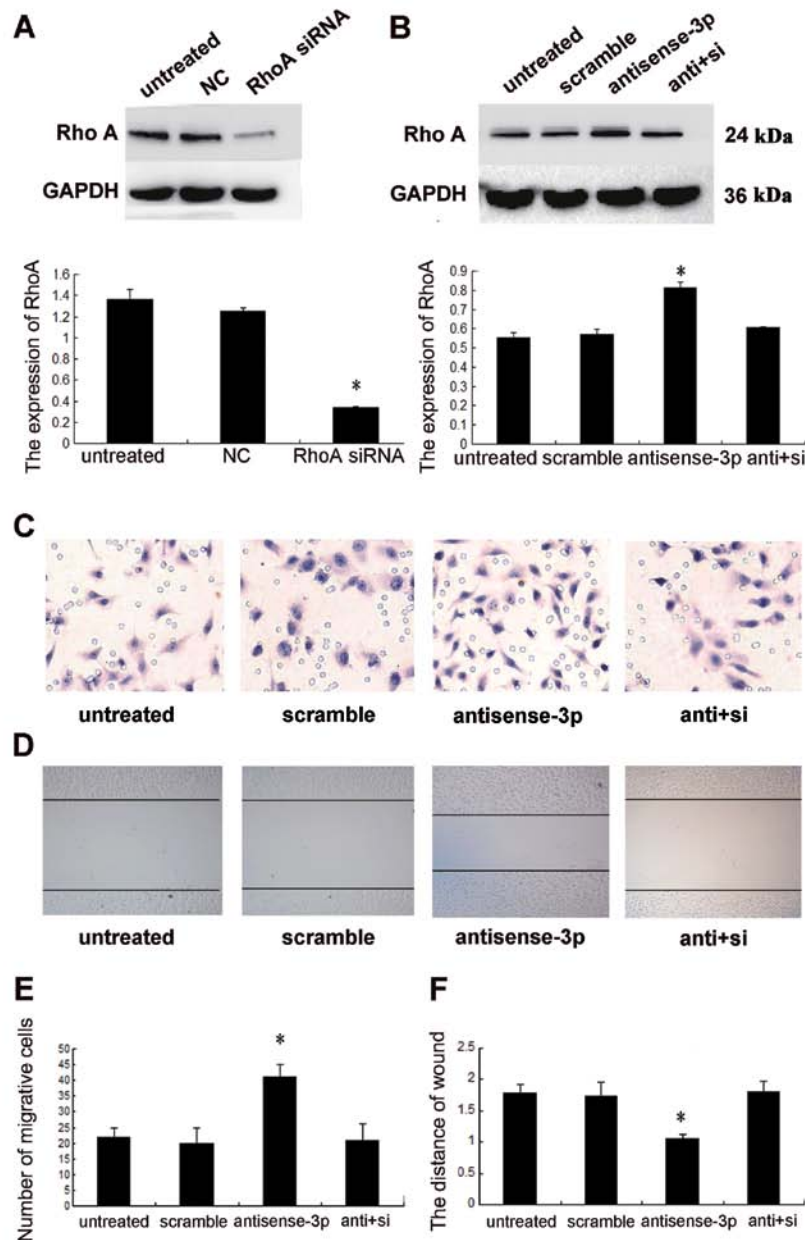 A
untreated
NC
RhoA siRNA
Rho A
GAPDH
The expression of RhoA
1.6
1.4
1.2
1
0.8
0.6
0.4
0.2
0
*
untreated NC RhoA siRNA
B
untreated
scramble
antisense-3p
anti+si
Rho A 24 kDa
GAPDH 36 kDa
The expression of RhoA
0.9
0.8
0.7
0.6
0.5
0.4
0.3
0.2
0.1
0
*
untreated scramble antisense-3p anti+si
C
untreated scramble antisense-3p anti+si
D
untreated scramble antisense-3p anti+si
E
Number of migrative cells
50
45
40
35
30
25
20
15
10
5
0
*
untreated scramble antisense-3p anti+si
F
The distance of wound
2.5
2
1.5
1
0.5
0
*
untreated scramble antisense-3p anti+si